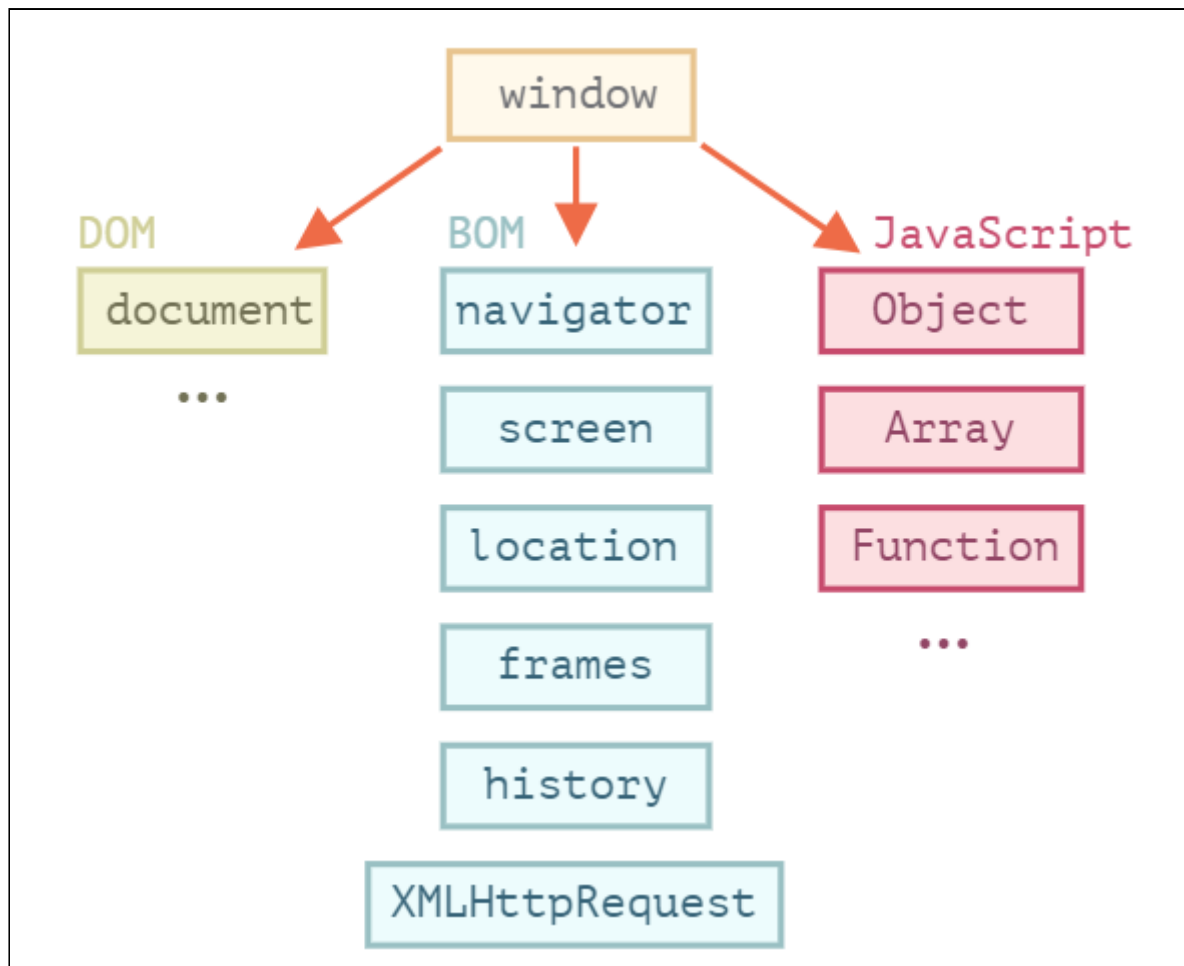 window
DOM
document
...
BOM
navigator
screen
location
frames
history
XMLHttpRequest
JavaScript
Object
Array
Function
...